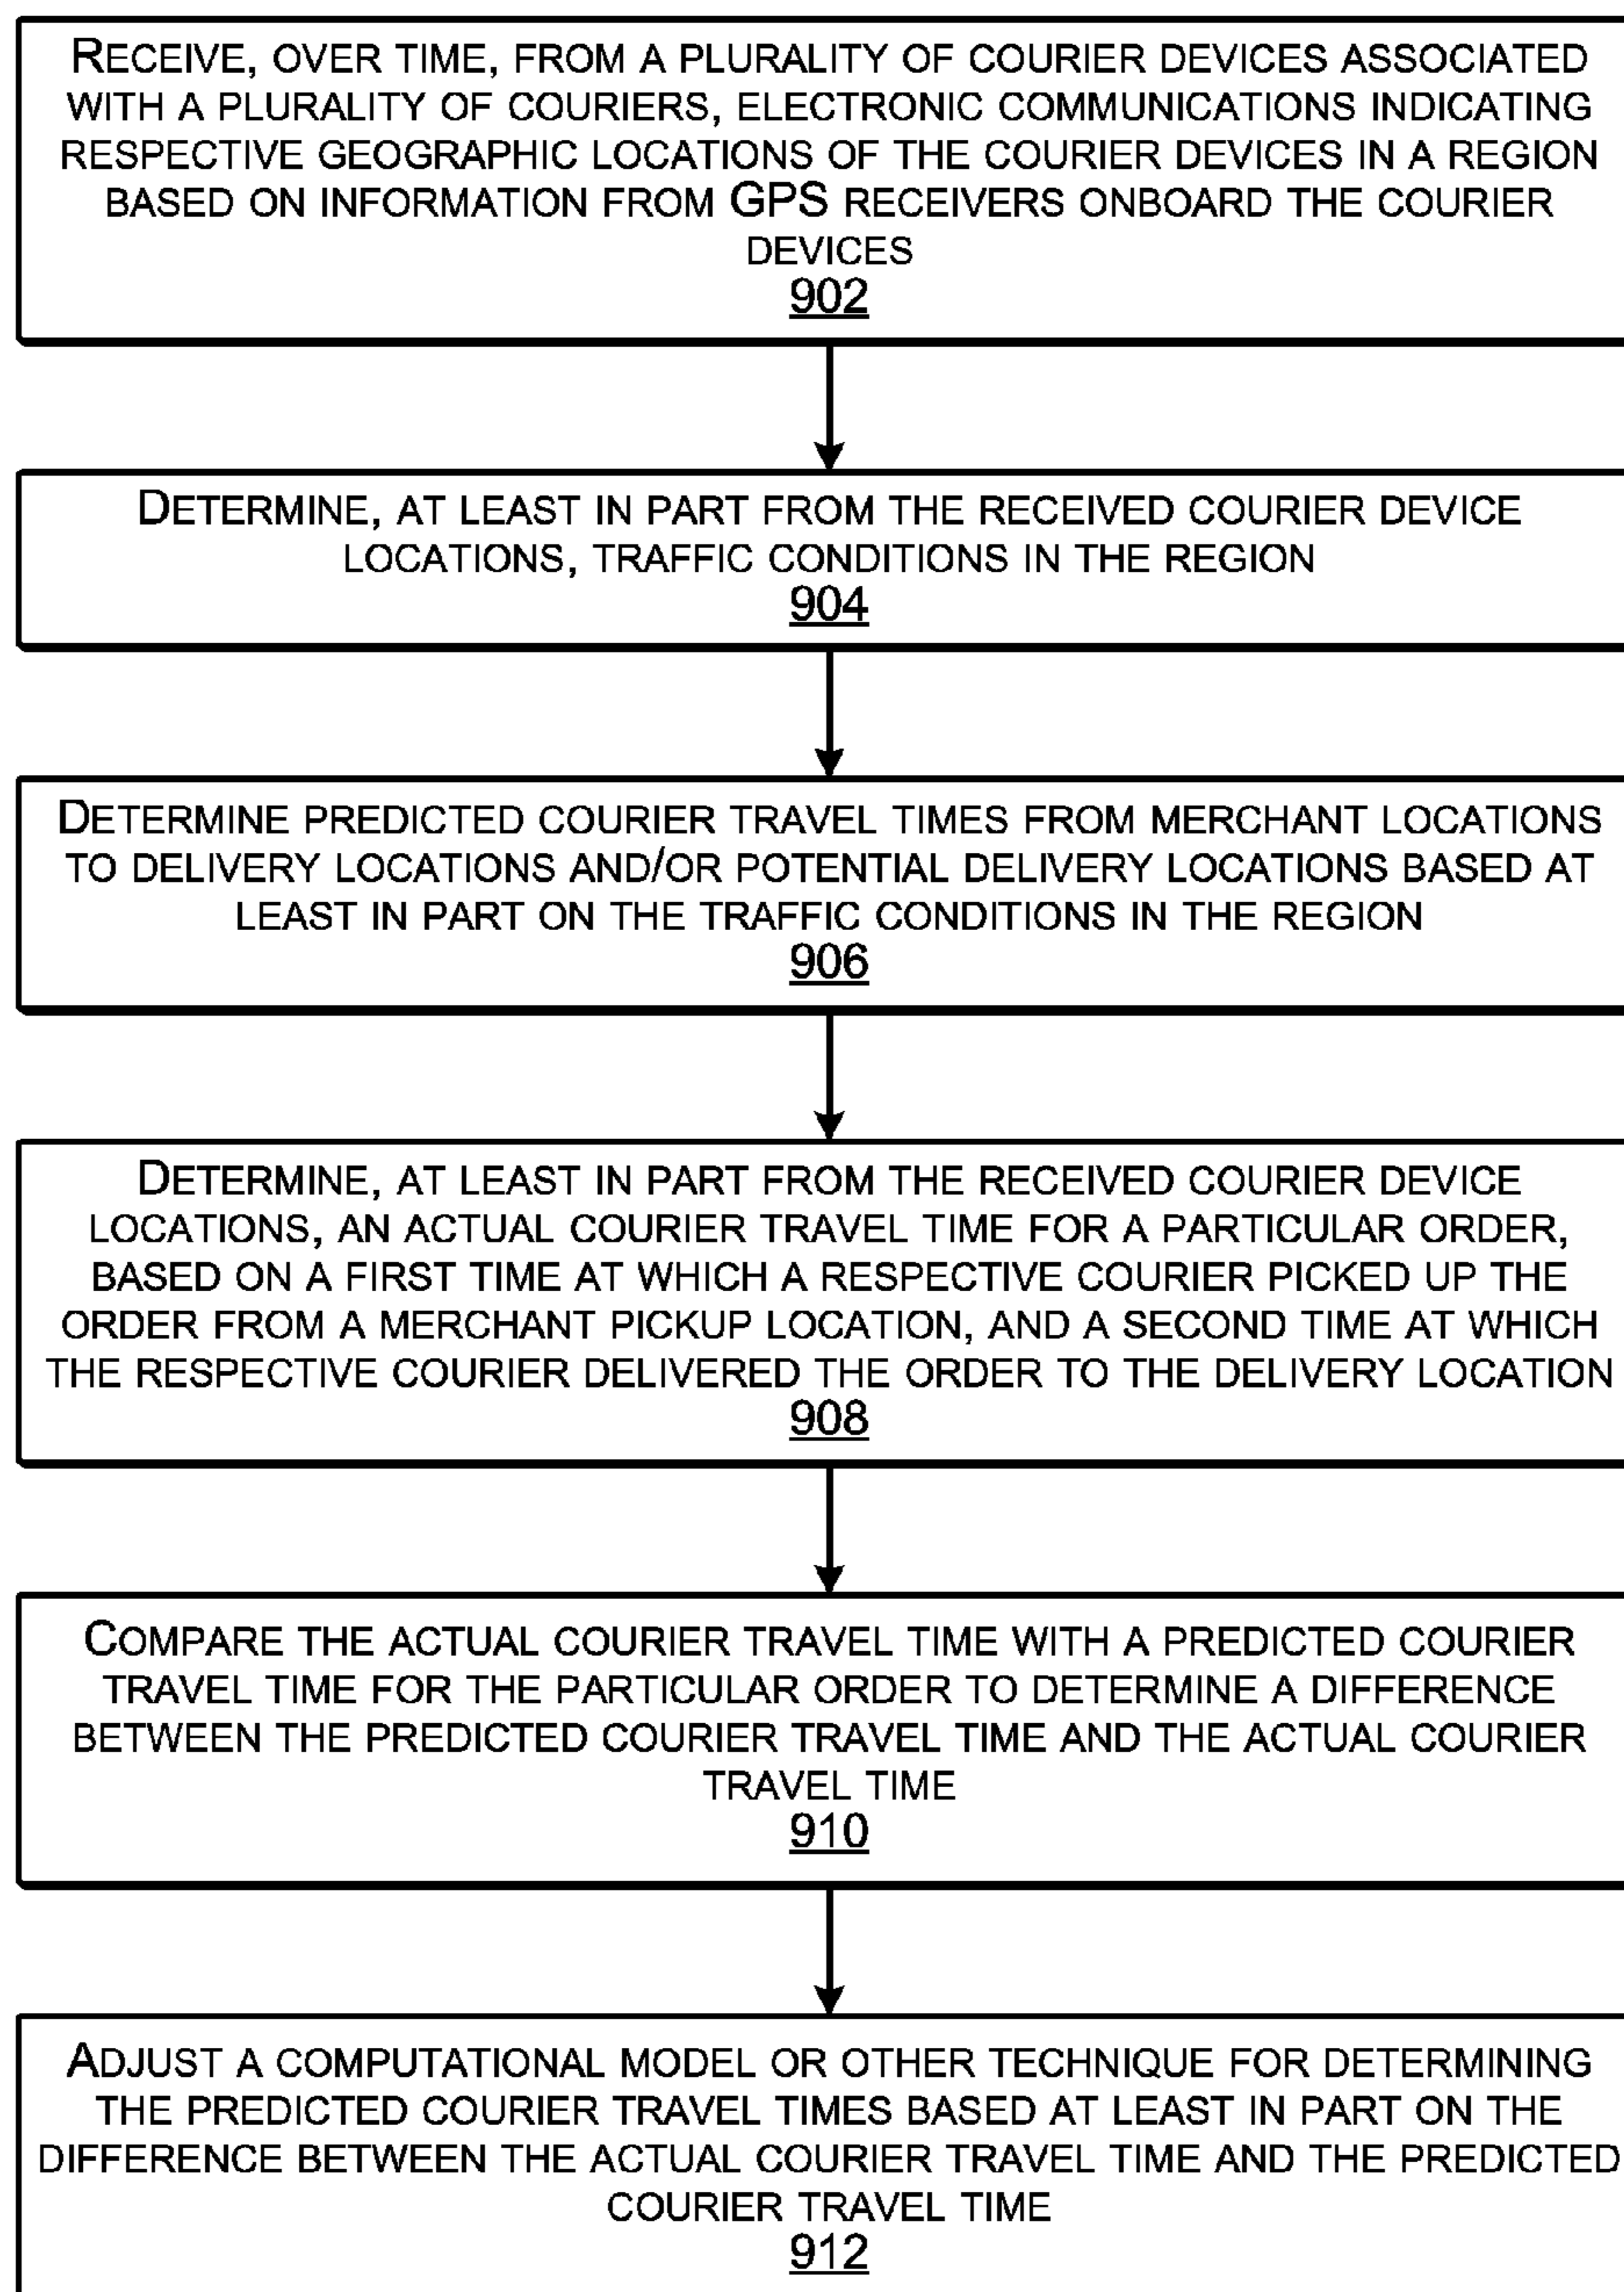 RECEIVE, OVER TIME, FROM A PLURALITY OF COURIER DEVICES ASSOCIATED
WITH A PLURALITY OF COURIERS, ELECTRONIC COMMUNICATIONS INDICATING
RESPECTIVE GEOGRAPHIC LOCATIONS OF THE COURIER DEVICES IN A REGION
BASED ON INFORMATION FROM GPS RECEIVERS ONBOARD THE COURIER
DEVICES
902
DETERMINE, AT LEAST IN PART FROM THE RECEIVED COURIER DEVICE
LOCATIONS, TRAFFIC CONDITIONS IN THE REGION
904
DETERMINE PREDICTED COURIER TRAVEL TIMES FROM MERCHANT LOCATIONS
TO DELIVERY LOCATIONS AND/OR POTENTIAL DELIVERY LOCATIONS BASED AT
LEAST IN PART ON THE TRAFFIC CONDITIONS IN THE REGION
906
DETERMINE, AT LEAST IN PART FROM THE RECEIVED COURIER DEVICE
LOCATIONS, AN ACTUAL COURIER TRAVEL TIME FOR A PARTICULAR ORDER,
BASED ON A FIRST TIME AT WHICH A RESPECTIVE COURIER PICKED UP THE
ORDER FROM A MERCHANT PICKUP LOCATION, AND A SECOND TIME AT WHICH
THE RESPECTIVE COURIER DELIVERED THE ORDER TO THE DELIVERY LOCATION
908
COMPARE THE ACTUAL COURIER TRAVEL TIME WITH A PREDICTED COURIER
TRAVEL TIME FOR THE PARTICULAR ORDER TO DETERMINE A DIFFERENCE
BETWEEN THE PREDICTED COURIER TRAVEL TIME AND THE ACTUAL COURIER
TRAVEL TIME
910
ADJUST A COMPUTATIONAL MODEL OR OTHER TECHNIQUE FOR DETERMINING
THE PREDICTED COURIER TRAVEL TIMES BASED AT LEAST IN PART ON THE
DIFFERENCE BETWEEN THE ACTUAL COURIER TRAVEL TIME AND THE PREDICTED
COURIER TRAVEL TIME
912